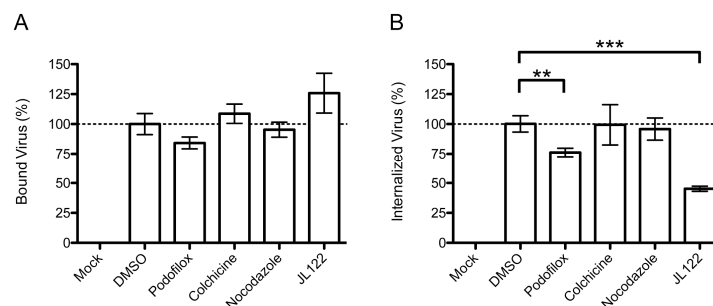 A
Bound Virus (%)
150
125
100
75
50
25
0
Mock
DMSO
Podofilox
Colchicine
Nocodazole
JL122
B
Internalized Virus (%)
150
125
100
75
50
25
0
***
**
Mock
DMSO
Podofilox
Colchicine
Nocodazole
JL122